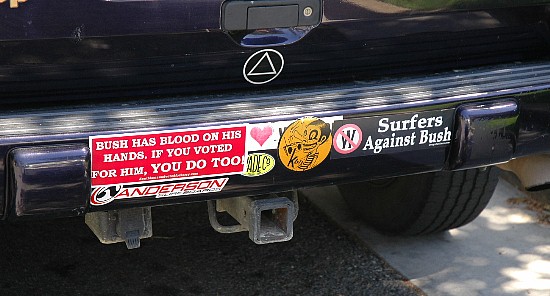 BUSH HAS BLOOD ON HIS
HANDS. IF YOU VOTED
FOR HIM, YOU DO TOO!
ANDERSON
W
Surfers
Against Bush